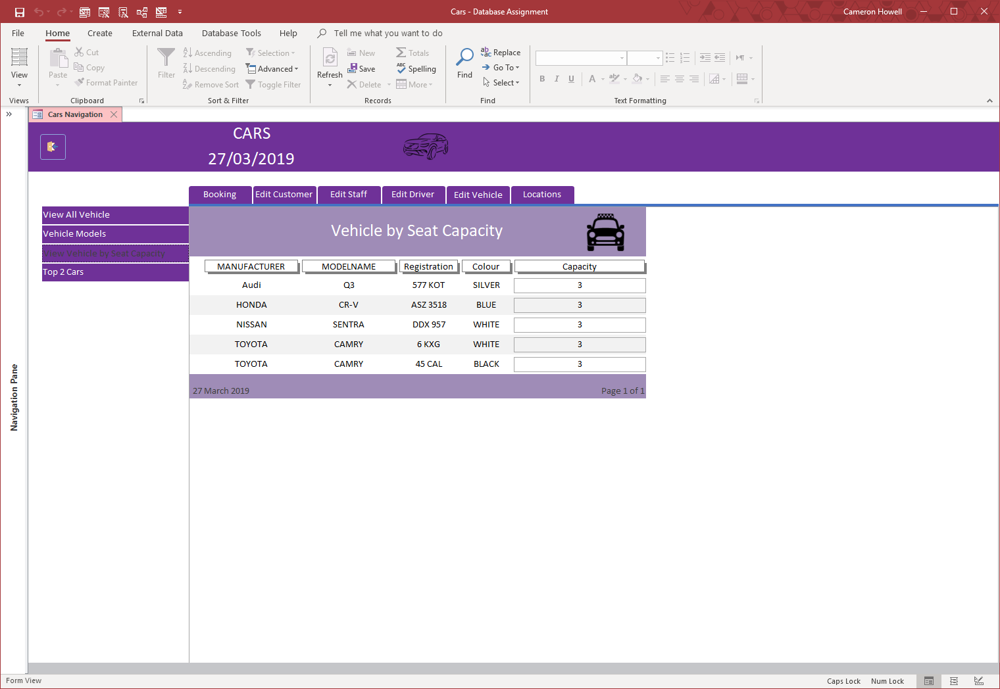 Cars - Database Assignment
Cameron Howell
File Home Create External Data Database Tools Help Tell me what you want to do
View
Views
Paste
Cut
Copy
Format Painter
Clipboard
Filter
Ascending
Descending
Remove Sort
Selection
Advanced
Toggle Filter
Sort & Filter
Refresh
New
Save
Delete
Totals
Spelling
More
Records
Find
Replace
Go To
Select
Find
B I U A
Text Formatting
Cars Navigation
Navigation Pane
CARS
27/03/2019
Booking Edit Customer Edit Staff Edit Driver Edit Vehicle Locations
View All Vehicle
Vehicle Models
View Vehicle by Seat Capacity
Top 2 Cars
Vehicle by Seat Capacity
MANUFACTURER MODELNAME Registration Colour Capacity
Audi Q3 577 KOT SILVER 3
HONDA CR-V ASZ 3518 BLUE 3
NISSAN SENTRA DDX 957 WHITE 3
TOYOTA CAMRY 6 KXG WHITE 3
TOYOTA CAMRY 45 CAL BLACK 3
27 March 2019 Page 1 of 1
Form View Caps Lock Num Lock